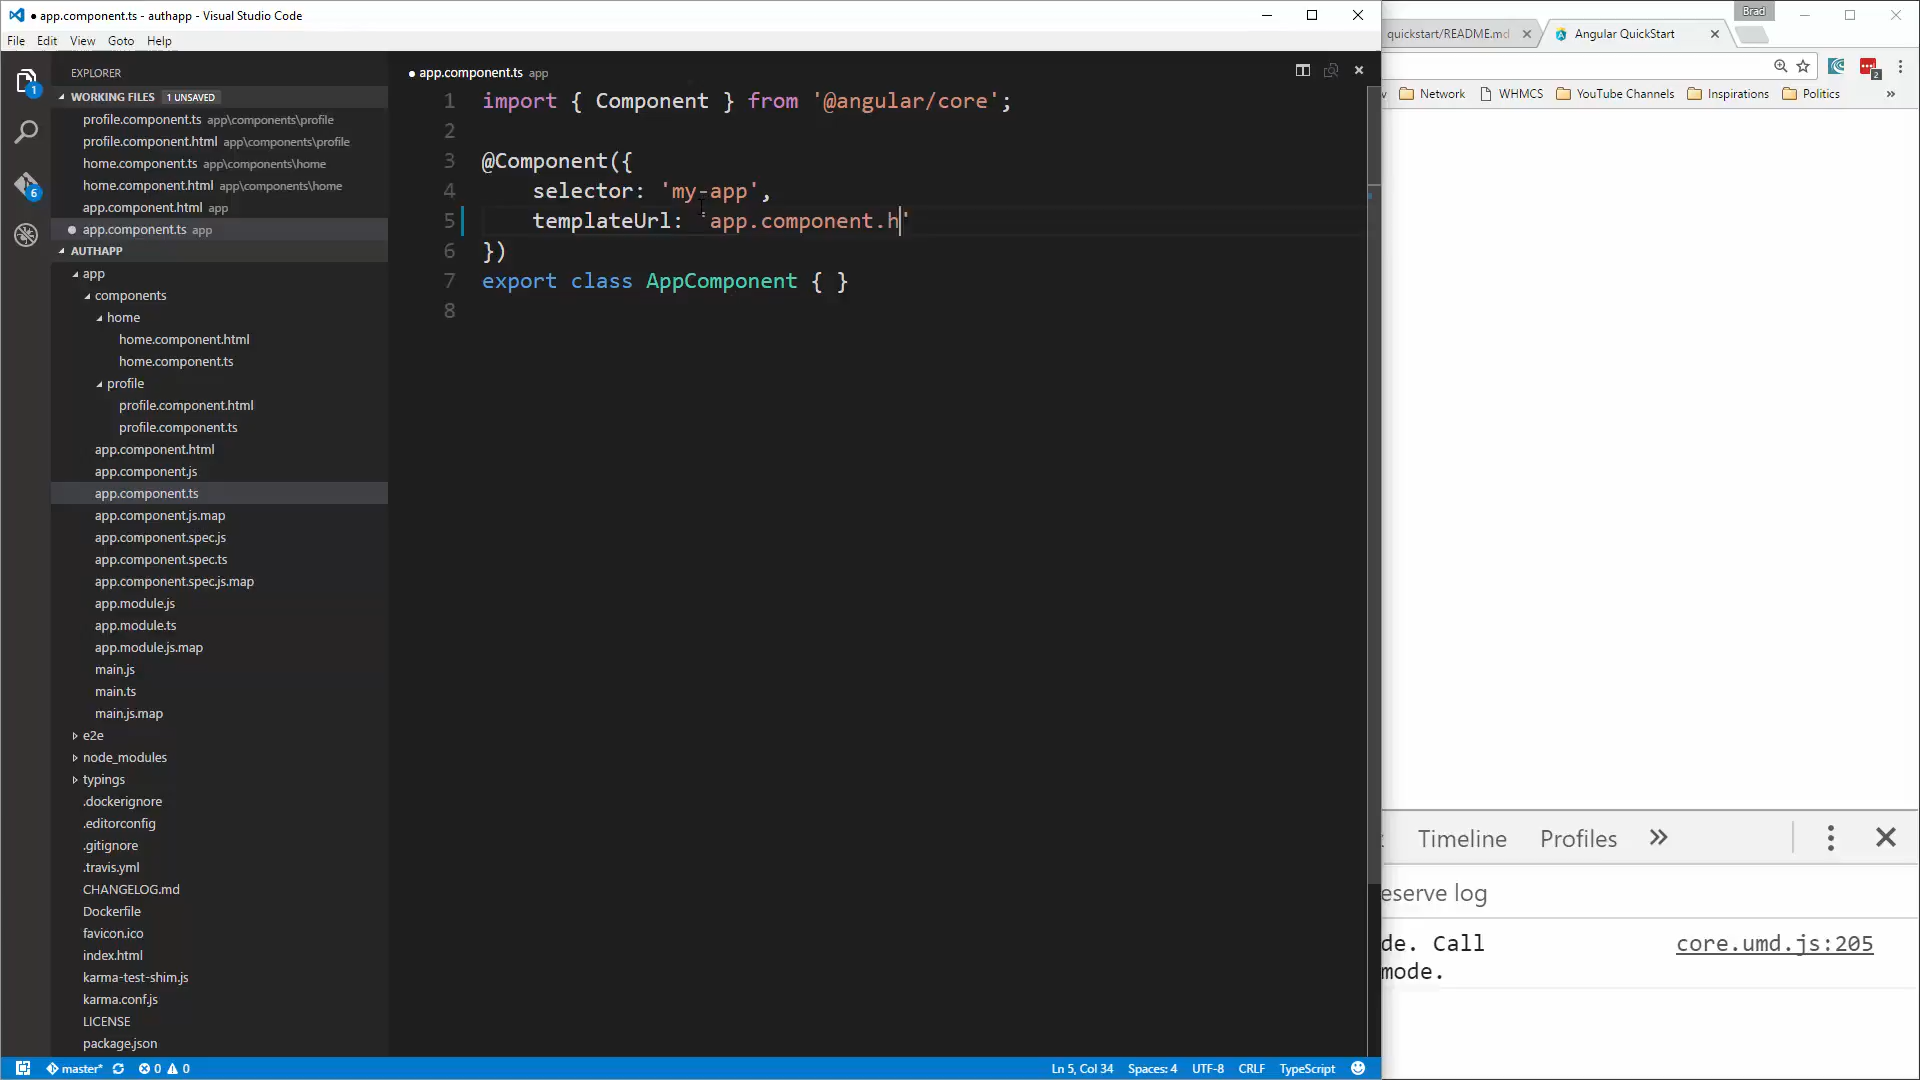 app.component.ts - authapp - Visual Studio Code
File Edit View Goto Help
EXPLORER
WORKING FILES 1 UNSAVED
profile.component.ts app\components\profile
profile.component.html app\components\profile
home.component.ts app\components\home
home.component.html app\components\home
app.component.html app
app.component.ts app
AUTHAPP
app
components
home
home.component.html
home.component.ts
profile
profile.component.html
profile.component.ts
app.component.html
app.component.js
app.component.ts
app.component.js.map
app.component.spec.js
app.component.spec.ts
app.component.spec.js.map
app.module.js
app.module.ts
app.module.js.map
main.js
main.ts
main.js.map
e2e
node_modules
typings
.dockerignore
.editorconfig
.gitignore
.travis.yml
CHANGELOG.md
Dockerfile
favicon.ico
index.html
karma-test-shim.js
karma.conf.js
LICENSE
package.json
1
6
app.component.ts app
1 import { Component } from '@angular/core';
2
3 @Component({
4 selector: 'my-app',
5 templateUrl: 'app.component.h'
6 })
7 export class AppComponent { }
8
master* 0 0
Ln 5, Col 34 Spaces: 4 UTF-8 CRLF TypeScript
Brad
quickstart/README.md Angular QuickStart
2
Network WHMCS YouTube Channels Inspirations Politics »
Timeline Profiles »
eserve log
de. Call core.umd.js:205
mode.